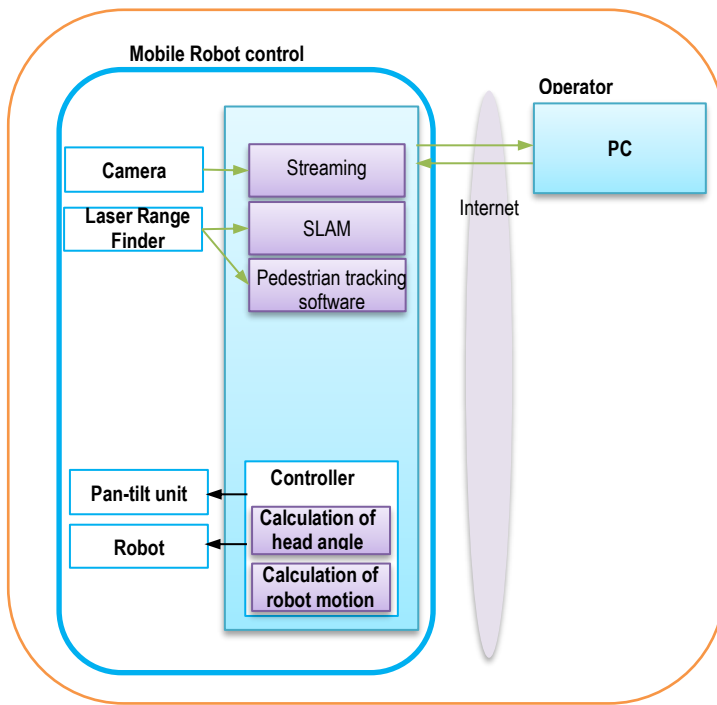 Mobile Robot control
Operator
PC
Camera
Streaming
Internet
Laser Range
Finder
SLAM
Pedestrian tracking
software
Controller
Pan-tilt unit
Calculation of
head angle
Robot
Calculation of
robot motion